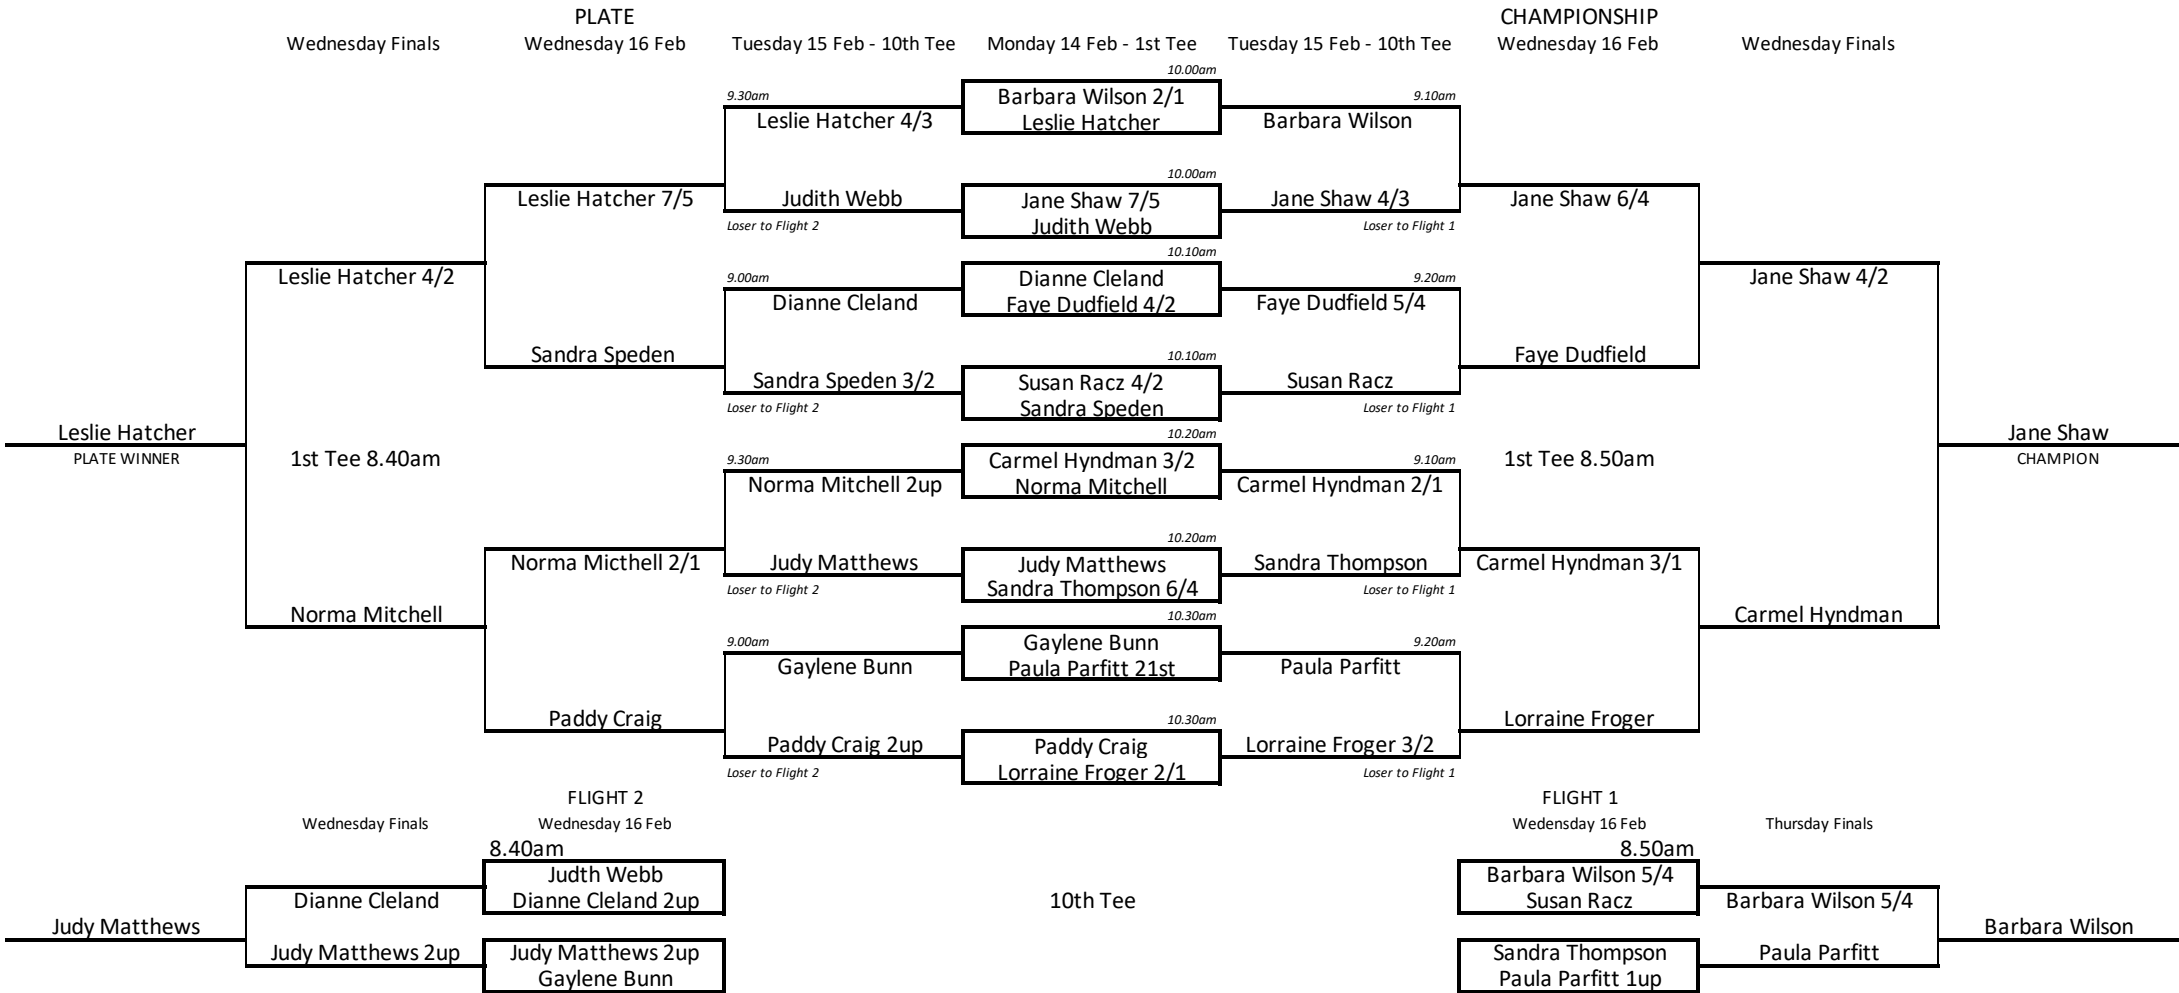 PLATE
CHAMPIONSHIP
Wednesday Finals
Wednesday 16 Feb
Tuesday 15 Feb - 10th Tee
Monday 14 Feb - 1st Tee
Tuesday 15 Feb - 10th Tee
Wednesday 16 Feb
Wednesday Finals
10.00am
9.30am
Barbara Wilson 2/1
9.10am
Leslie Hatcher 4/3
Leslie Hatcher
Barbara Wilson
10.00am
Leslie Hatcher 7/5
Judith Webb
Jane Shaw 7/5
Jane Shaw 4/3
Jane Shaw 6/4
Loser to Flight 2
Judith Webb
Loser to Flight 1
10.10am
Leslie Hatcher 4/2
9.00am
Dianne Cleland
9.20am
Jane Shaw 4/2
Dianne Cleland
Faye Dudfield 4/2
Faye Dudfield 5/4
Sandra Speden
10.10am
Faye Dudfield
Sandra Speden 3/2
Susan Racz 4/2
Susan Racz
Loser to Flight 2
Sandra Speden
Loser to Flight 1
Leslie Hatcher
10.20am
Jane Shaw
PLATE WINNER
1st Tee 8.40am
9.30am
Carmel Hyndman 3/2
9.10am
1st Tee 8.50am
CHAMPION
Norma Mitchell 2up
Norma Mitchell
Carmel Hyndman 2/1
10.20am
Norma Micthell 2/1
Judy Matthews
Judy Matthews
Sandra Thompson
Carmel Hyndman 3/1
Loser to Flight 2
Sandra Thompson 6/4
Loser to Flight 1
Norma Mitchell
10.30am
Carmel Hyndman
9.00am
Gaylene Bunn
9.20am
Gaylene Bunn
Paula Parfitt 21st
Paula Parfitt
Paddy Craig
10.30am
Lorraine Froger
Paddy Craig 2up
Paddy Craig
Lorraine Froger 3/2
Loser to Flight 2
Lorraine Froger 2/1
Loser to Flight 1
FLIGHT 2
FLIGHT 1
Wednesday Finals
Wednesday 16 Feb
Wedensday 16 Feb
Thursday Finals
8.40am
8.50am
Judth Webb
Barbara Wilson 5/4
Dianne Cleland
Dianne Cleland 2up
10th Tee
Susan Racz
Barbara Wilson 5/4
Judy Matthews
Barbara Wilson
Judy Matthews 2up
Judy Matthews 2up
Sandra Thompson
Paula Parfitt
Gaylene Bunn
Paula Parfitt 1up